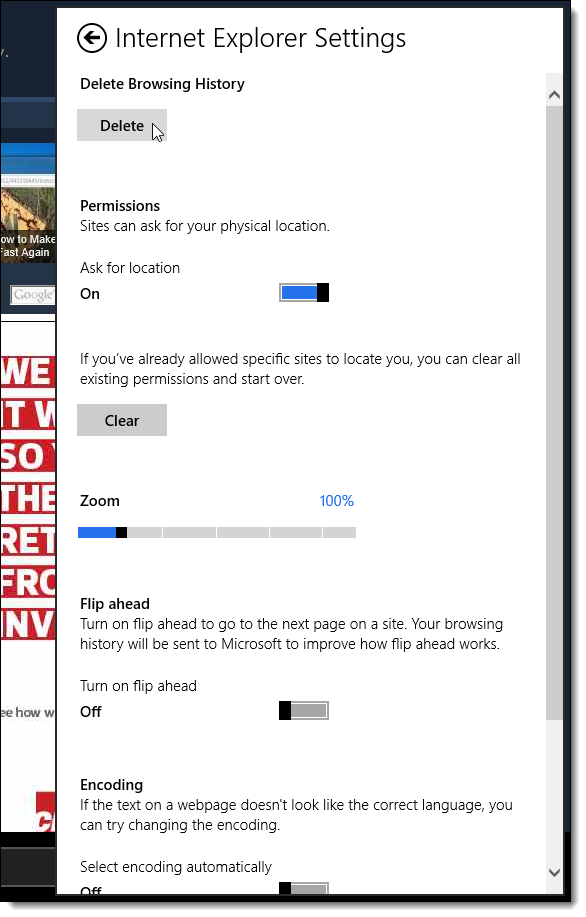 Internet Explorer Settings
Delete Browsing History
Delete
Permissions
Sites can ask for your physical location.
Ask for location
On
If you've already allowed specific sites to locate you, you can clear all
existing permissions and start over.
Clear
Zoom 100%
Flip ahead
Turn on flip ahead to go to the next page on a site. Your browsing
history will be sent to Microsoft to improve how flip ahead works.
Turn on flip ahead
Off
Encoding
If the text on a webpage doesn't look like the correct language, you
can try changing the encoding.
Select encoding automatically
Off
y.
ow to Make
Fast Again
Google
WE
T W
SO
THE
RET
FRO
INV
ee how w